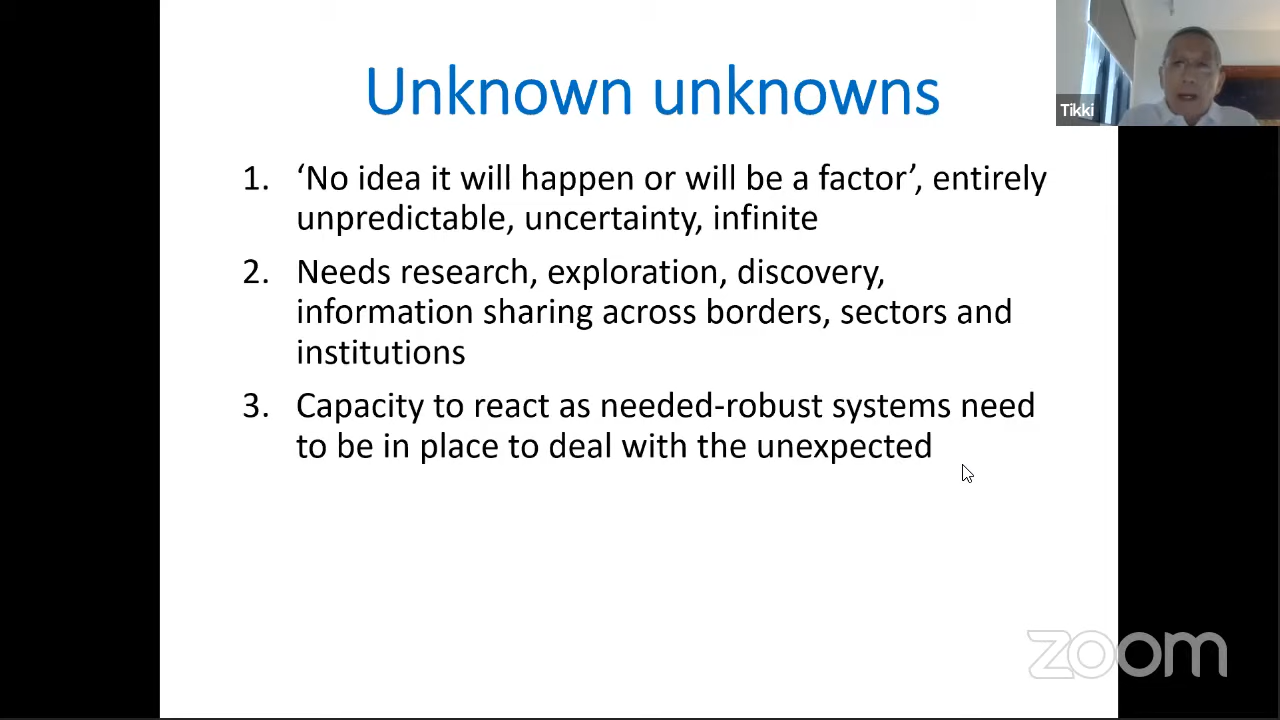 Unknown unknowns
Tikki
1. ‘No idea it will happen or will be a factor’, entirely
unpredictable, uncertainty, infinite
2. Needs research, exploration, discovery,
information sharing across borders, sectors and
institutions
3. Capacity to react as needed-robust systems need
to be in place to deal with the unexpected
zoom